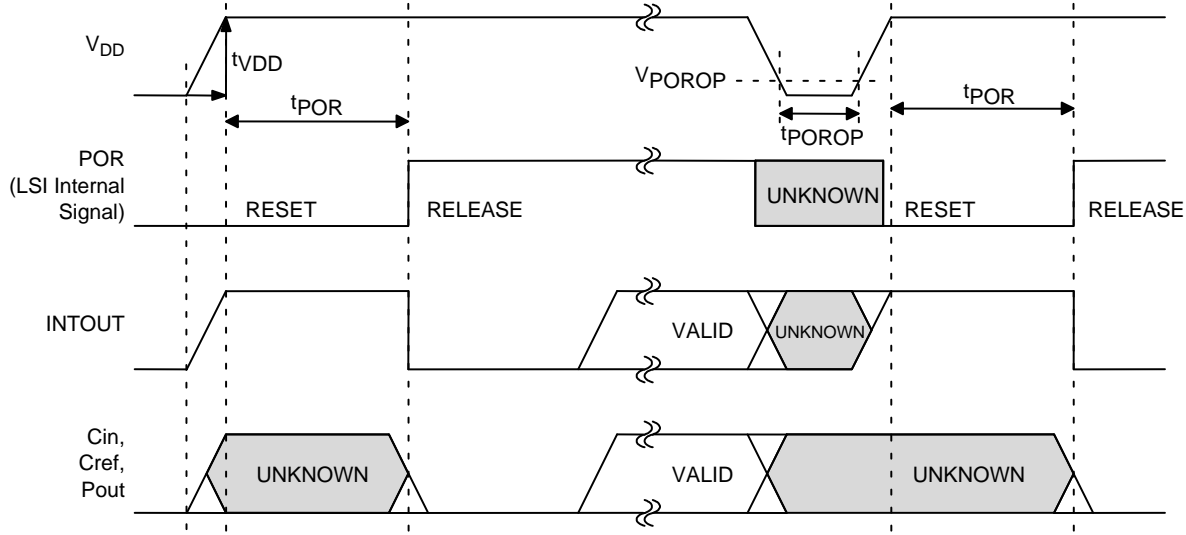 VDD
tVDD
tPOR
VPOROP
tPOROP
tPOR
POR
(LSI Internal
Signal)
RESET
RELEASE
UNKNOWN
RESET
RELEASE
INTOUT
VALID
UNKNOWN
Cin,
Cref,
Pout
UNKNOWN
VALID
UNKNOWN